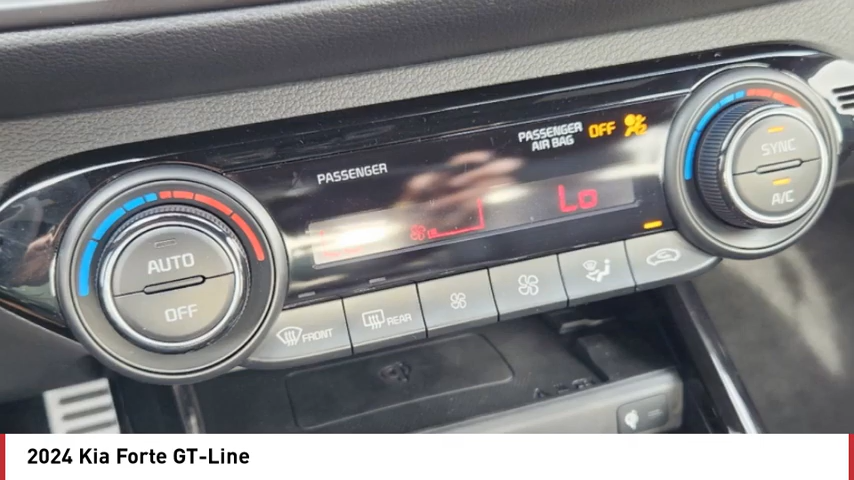 PASSENGER
PASSENGER
AIR BAG
OFF
Lo
AUTO
OFF
SYNC
A/C
FRONT
REAR
2024 Kia Forte GT-Line